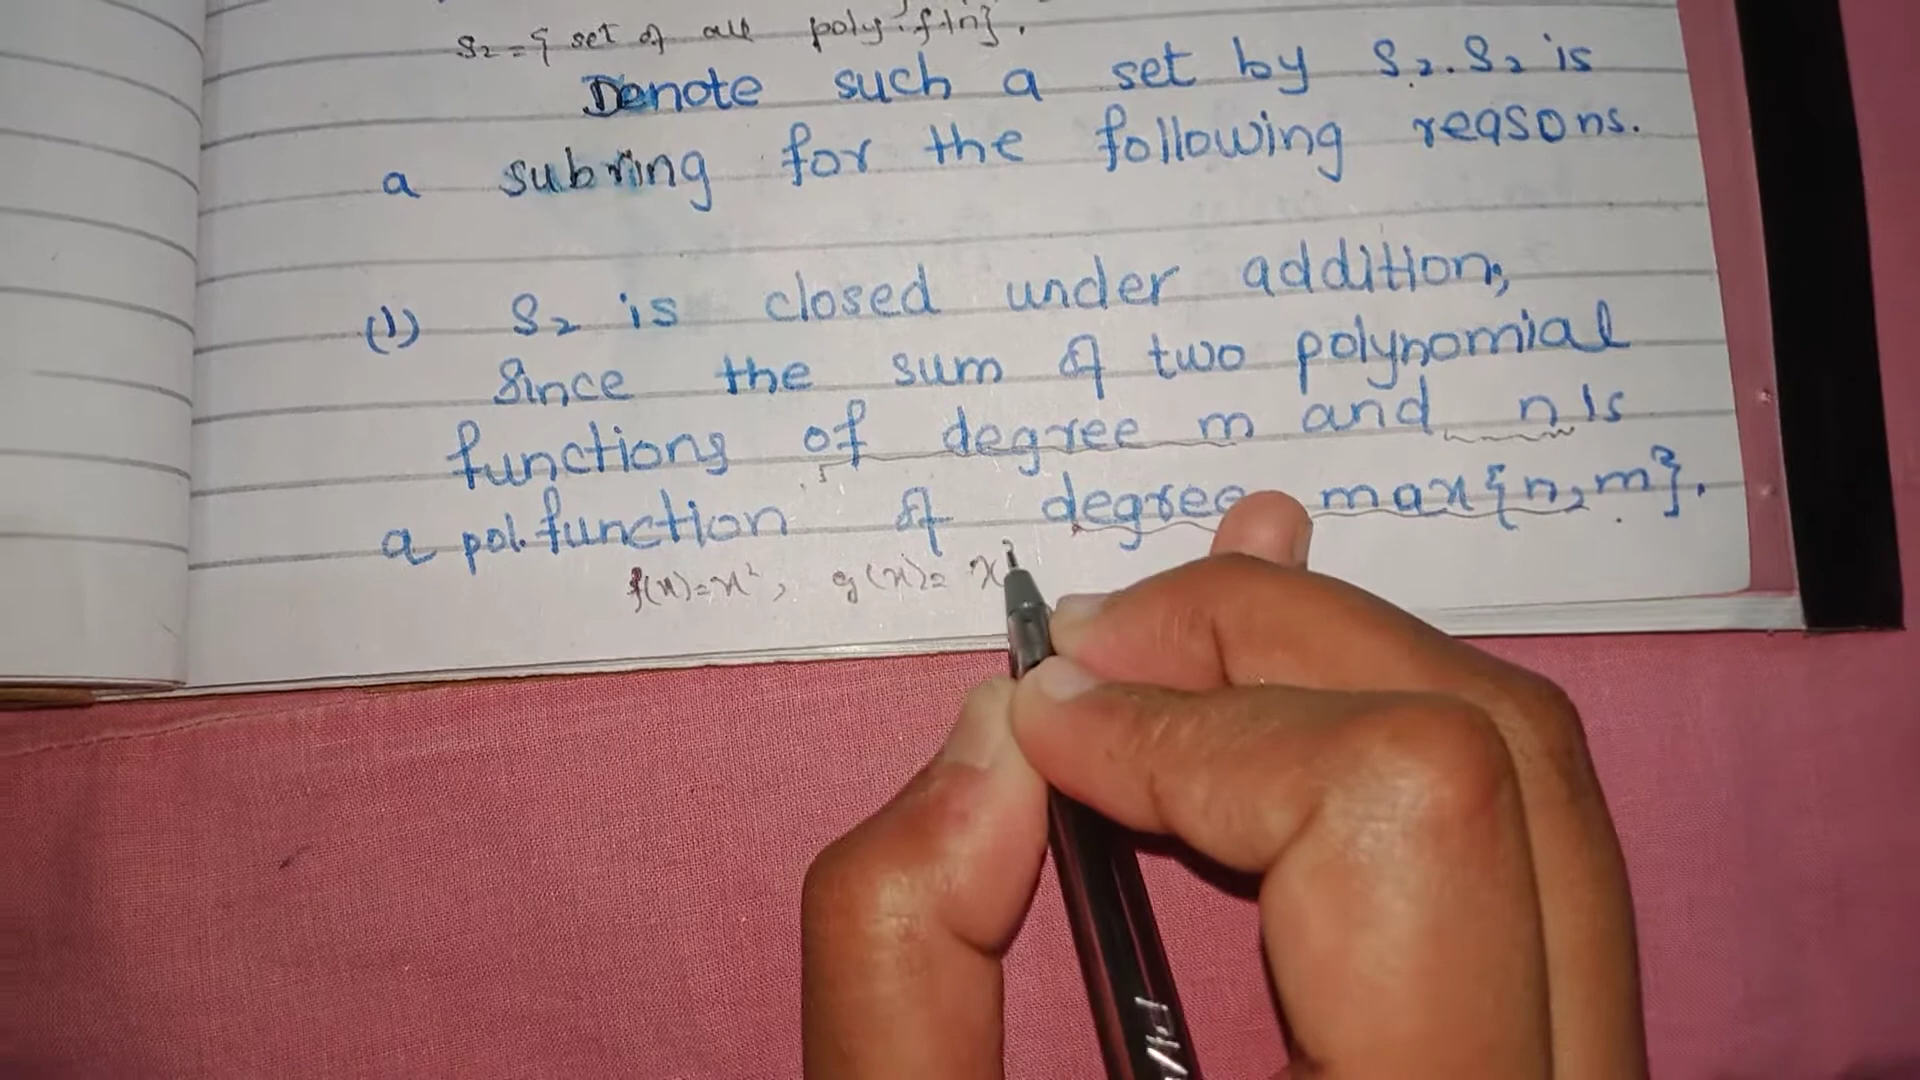 S₂ = { set of all poly. fⁿ }.
Denote such a set by S₂. S₂ is
a subring for the following reasons.
(1) S₂ is closed under addition,
Since the sum of two polynomial
functions of degree m and n is
a pol. function of degree max{n, m}.
f(x) = x², g(x) = x